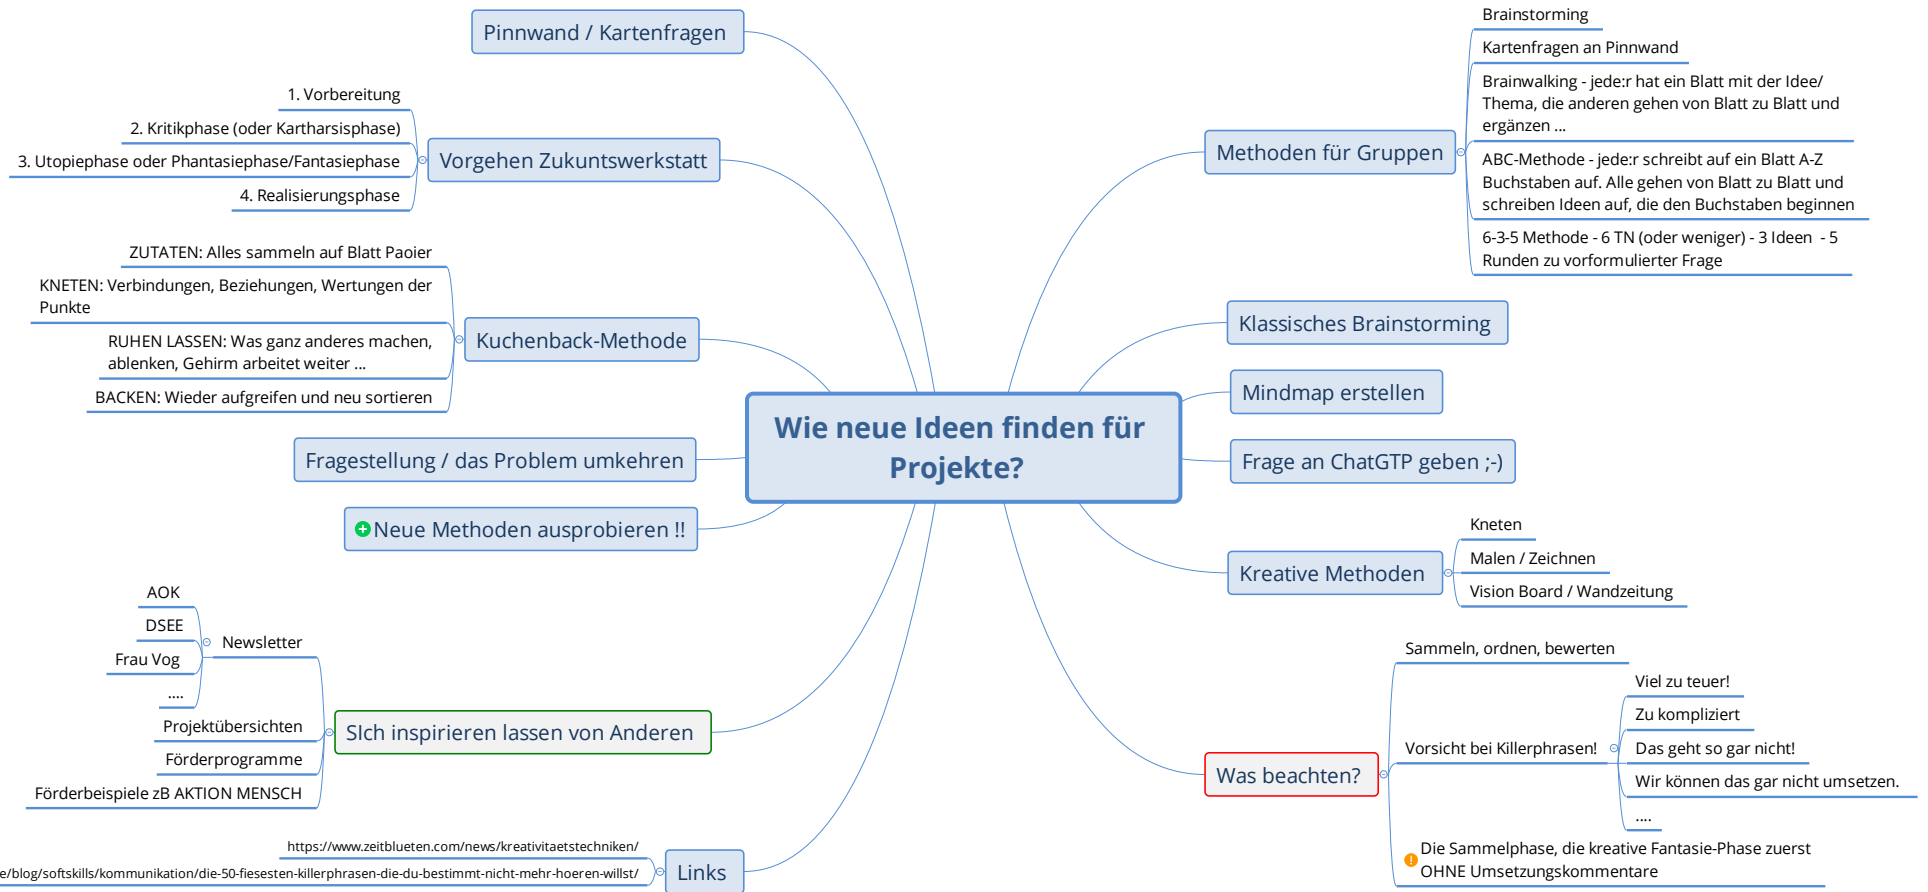 Wie neue Ideen finden für
Projekte?
Methoden für Gruppen
Brainstorming
Kartenfragen an Pinnwand
Brainwalking - jede:r hat ein Blatt mit der Idee/
Thema, die anderen gehen von Blatt zu Blatt und
ergänzen ...
ABC-Methode - jede:r schreibt auf ein Blatt A-Z
Buchstaben auf. Alle gehen von Blatt zu Blatt und
schreiben Ideen auf, die den Buchstaben beginnen
6-3-5 Methode - 6 TN (oder weniger) - 3 Ideen  - 5
Runden zu vorformulierter Frage
Klassisches Brainstorming
Mindmap erstellen
Frage an ChatGTP geben ;-)
Kreative Methoden
Kneten
Malen / Zeichnen
Vision Board / Wandzeitung
Was beachten?
Sammeln, ordnen, bewerten
Vorsicht bei Killerphrasen!
Viel zu teuer!
Zu kompliziert
Das geht so gar nicht!
Wir können das gar nicht umsetzen.
....
Die Sammelphase, die kreative Fantasie-Phase zuerst
OHNE Umsetzungskommentare
Pinnwand / Kartenfragen
Vorgehen Zukuntswerkstatt
1. Vorbereitung
2. Kritikphase (oder Kartharsisphase)
3. Utopiephase oder Phantasiephase/Fantasiephase
4. Realisierungsphase
Kuchenback-Methode
ZUTATEN: Alles sammeln auf Blatt Paoier
KNETEN: Verbindungen, Beziehungen, Wertungen der
Punkte
RUHEN LASSEN: Was ganz anderes machen,
ablenken, Gehirm arbeitet weiter ...
BACKEN: Wieder aufgreifen und neu sortieren
Fragestellung / das Problem umkehren
Neue Methoden ausprobieren !!
SIch inspirieren lassen von Anderen
Newsletter
AOK
DSEE
Frau Vog
....
Projektübersichten
Förderprogramme
Förderbeispiele zB AKTION MENSCH
Links
https://www.zeitblueten.com/news/kreativitaetstechniken/
e/blog/softskills/kommunikation/die-50-fiesesten-killerphrasen-die-du-bestimmt-nicht-mehr-hoeren-willst/